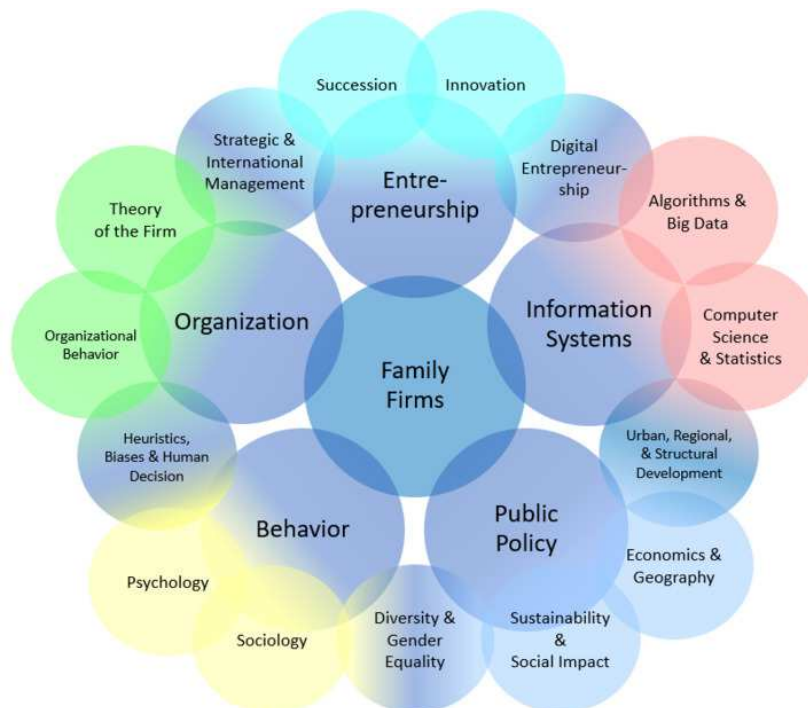 Succession
Innovation
Strategic &
International
Management
Entre-
preneurship
Digital
Entrepreneur-
ship
Theory
of the Firm
Algorithms &
Big Data
Organization
Information
Systems
Organizational
Behavior
Computer
Science
& Statistics
Family
Firms
Heuristics,
Biases & Human
Decision
Urban, Regional,
& Structural
Development
Behavior
Public
Policy
Psychology
Economics &
Geography
Sociology
Diversity &
Gender
Equality
Sustainability
&
Social Impact